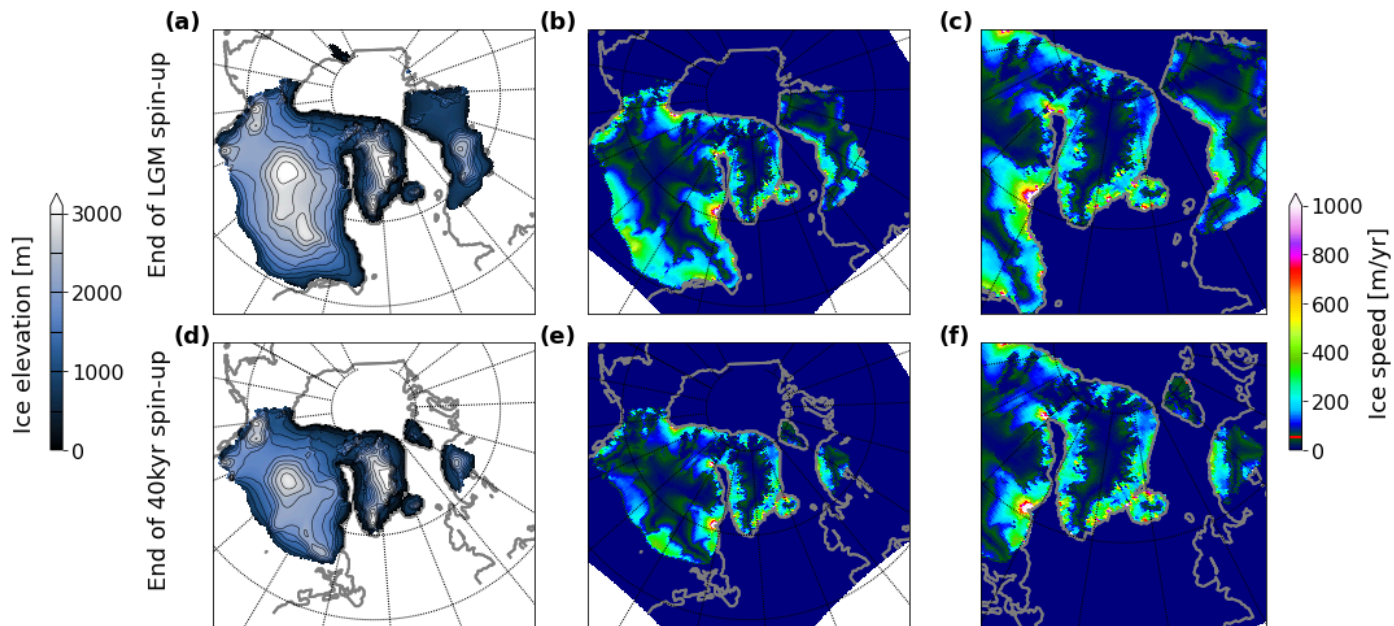 (a)
(b)
(c)
End of LGM spin-up
Ice elevation [m]
3000
2000
1000
0
Ice speed [m/yr]
1000
800
600
400
200
0
(d)
(e)
(f)
End of 40kyr spin-up